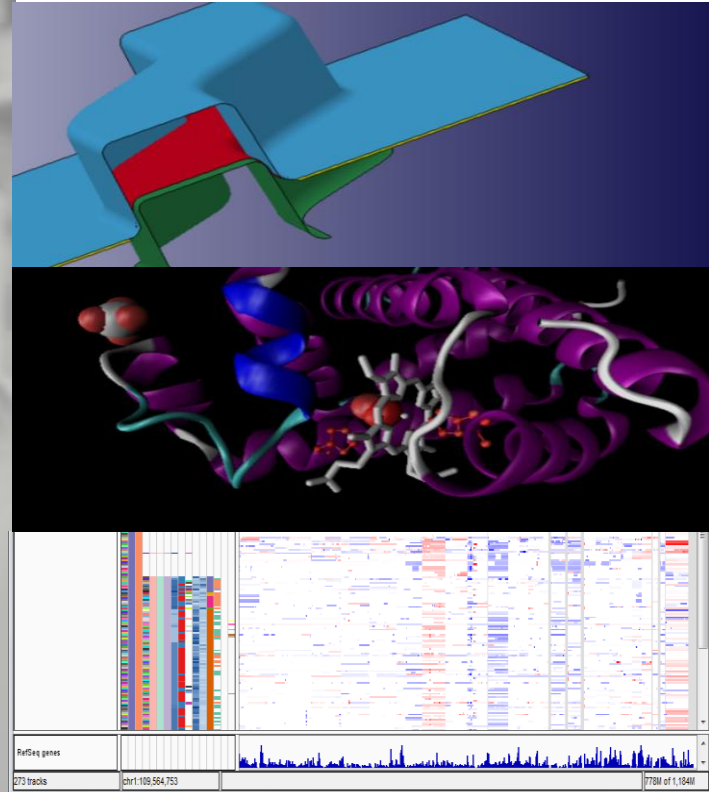 RefSeq genes
273 tracks
chr1:109,564,753
778M of 1,184M